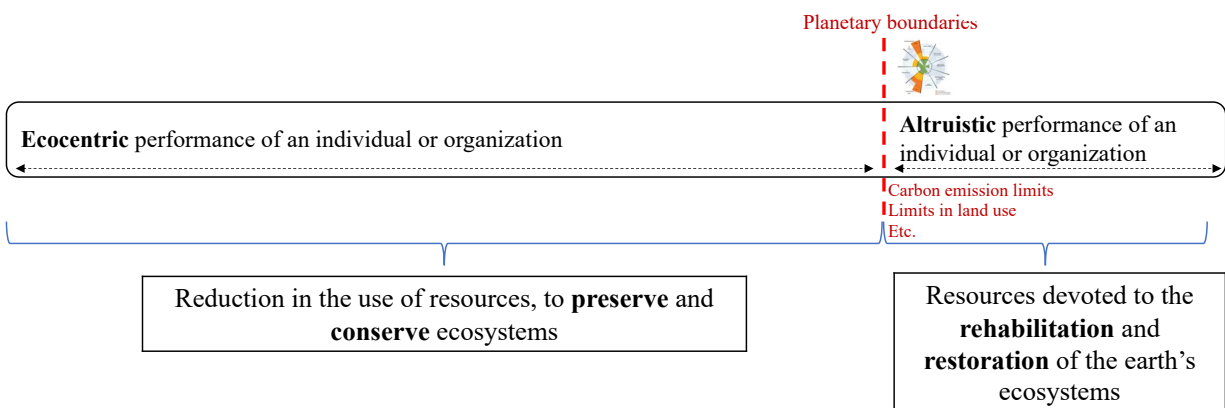 Planetary boundaries
Ecocentric performance of an individual or organization
Altruistic performance of an
individual or organization
Carbon emission limits
Limits in land use
Etc.
Reduction in the use of resources, to preserve and
conserve ecosystems
Resources devoted to the
rehabilitation and
restoration of the earth’s
ecosystems